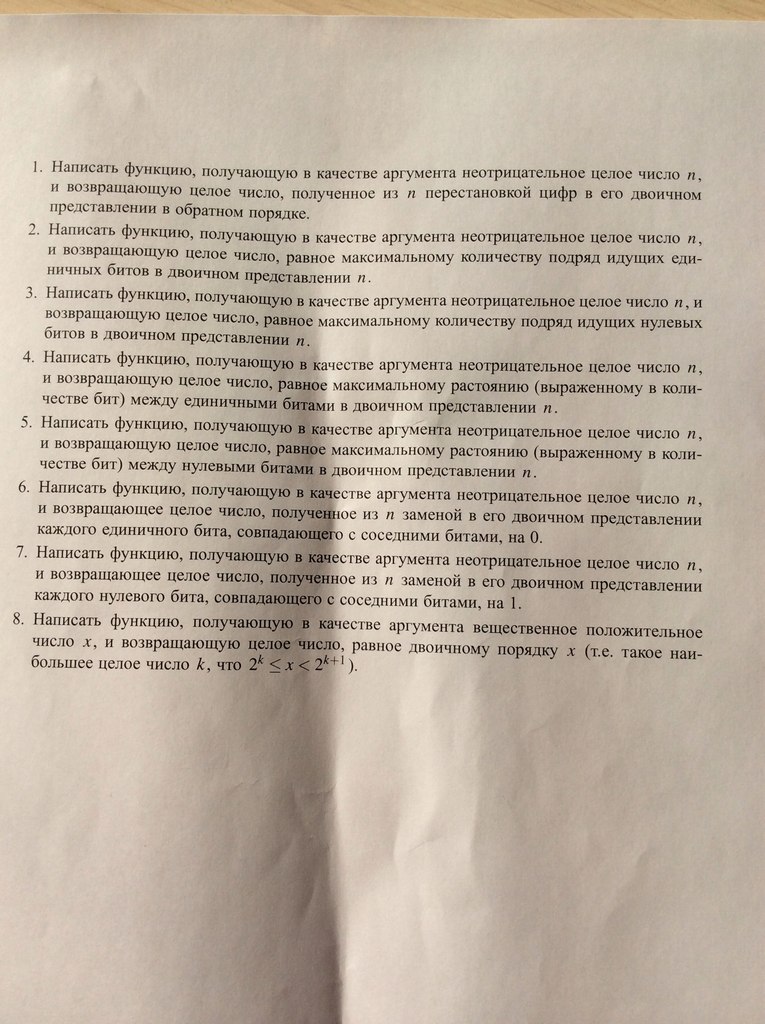 1. Написать функцию, получающую в качестве аргумента неотрицательное целое число n,
и возвращающую целое число, полученное из n перестановкой цифр в его двоичном
представлении в обратном порядке.
2. Написать функцию, получающую в качестве аргумента неотрицательное целое число n,
и возвращающую целое число, равное максимальному количеству подряд идущих еди-
ничных битов в двоичном представлении n.
3. Написать функцию, получающую в качестве аргумента неотрицательное целое число n, и
возвращающую целое число, равное максимальному количеству подряд идущих нулевых
битов в двоичном представлении n.
4. Написать функцию, получающую в качестве аргумента неотрицательное целое число n,
и возвращающую целое число, равное максимальному растоянию (выраженному в коли-
честве бит) между единичными битами в двоичном представлении n.
5. Написать функцию, получающую в качестве аргумента неотрицательное целое число n,
и возвращающую целое число, равное максимальному растоянию (выраженному в коли-
честве бит) между нулевыми битами в двоичном представлении n.
6. Написать функцию, получающую в качестве аргумента неотрицательное целое число n,
и возвращающее целое число, полученное из n заменой в его двоичном представлении
каждого единичного бита, совпадающего с соседними битами, на 0.
7. Написать функцию, получающую в качестве аргумента неотрицательное целое число n,
и возвращающее целое число, полученное из n заменой в его двоичном представлении
каждого нулевого бита, совпадающего с соседними битами, на 1.
8. Написать функцию, получающую в качестве аргумента вещественное положительное
число x, и возвращающую целое число, равное двоичному порядку x (т.е. такое наи-
большее целое число k, что 2^k ≤ x < 2^{k+1}).